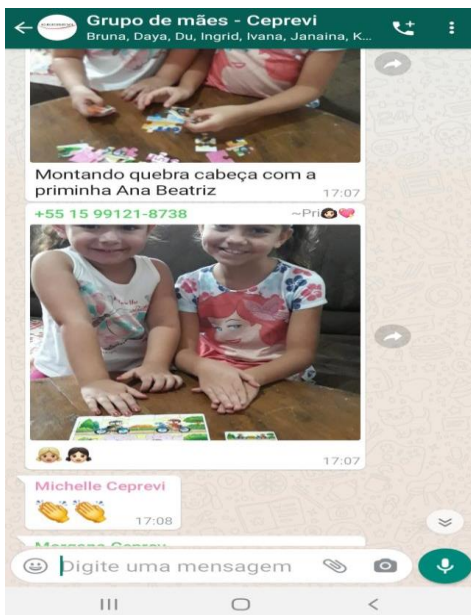 Grupo de mães - Ceprevi
Bruna, Daya, Du, Ingrid, Ivana, Janaina, K...
Montando quebra cabeça com a
priminha Ana Beatriz
17:07
+55 15 99121-8738 ~Pri
17:07
Michelle Ceprevi
17:08
Digite uma mensagem